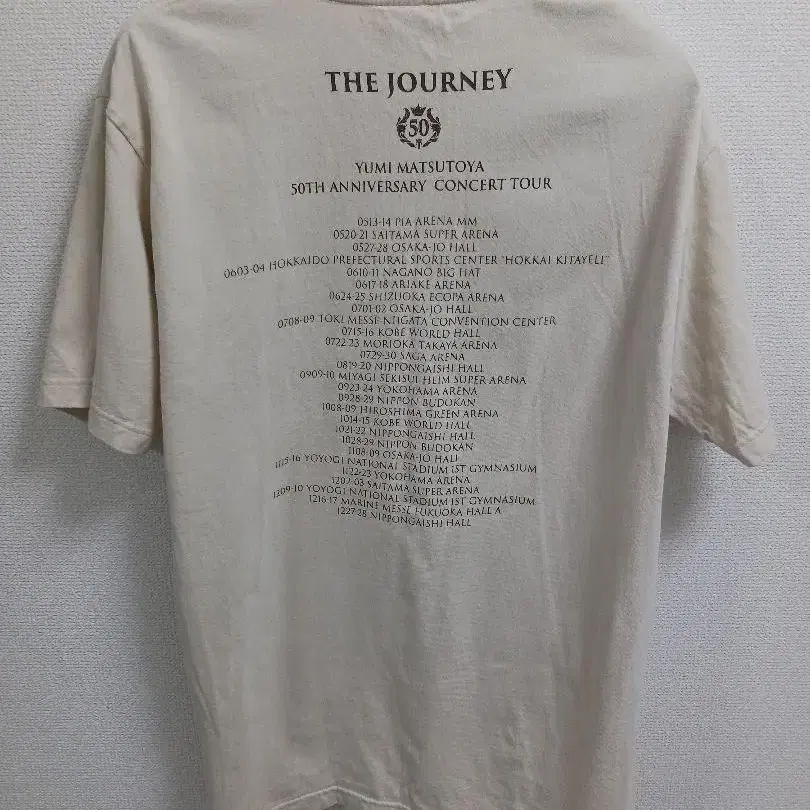 THE JOURNEY
50
YUMI MATSUTOYA
50TH ANNIVERSARY CONCERT TOUR
0513-14 PIA ARENA MM
0520-21 SAITAMA SUPER ARENA
0527-28 OSAKA-JO HALL
0603-04 HOKKAIDO PREFECTURAL SPORTS CENTER "HOKKAI KITAYELL"
0610-11 NAGANO BIG HAT
0617-18 ARIAKE ARENA
0624-25 SHIZUOKA ECOPA ARENA
0701-02 OSAKA-JO HALL
0708-09 TOKI MESSE NIIGATA CONVENTION CENTER
0715-16 KOBE WORLD HALL
0722-23 MORIOKA TAKAYA ARENA
0729-30 SAGA ARENA
0819-20 NIPPONGAISHI HALL
0909-10 MIYAGI SEKISUI HEIM SUPER ARENA
0923-24 YOKOHAMA ARENA
0928-29 NIPPON BUDOKAN
1008-09 HIROSHIMA GREEN ARENA
1014-15 KOBE WORLD HALL
1021-22 NIPPONGAISHI HALL
1028-29 NIPPON BUDOKAN
1108-09 OSAKA-JO HALL
1115-16 YOYOGI NATIONAL STADIUM 1ST GYMNASIUM
1122-23 YOKOHAMA ARENA
1202-03 SAITAMA SUPER ARENA
1209-10 YOYOGI NATIONAL STADIUM 1ST GYMNASIUM
1216-17 MARINE MESSE FUKUOKA HALL A
1227-28 NIPPONGAISHI HALL